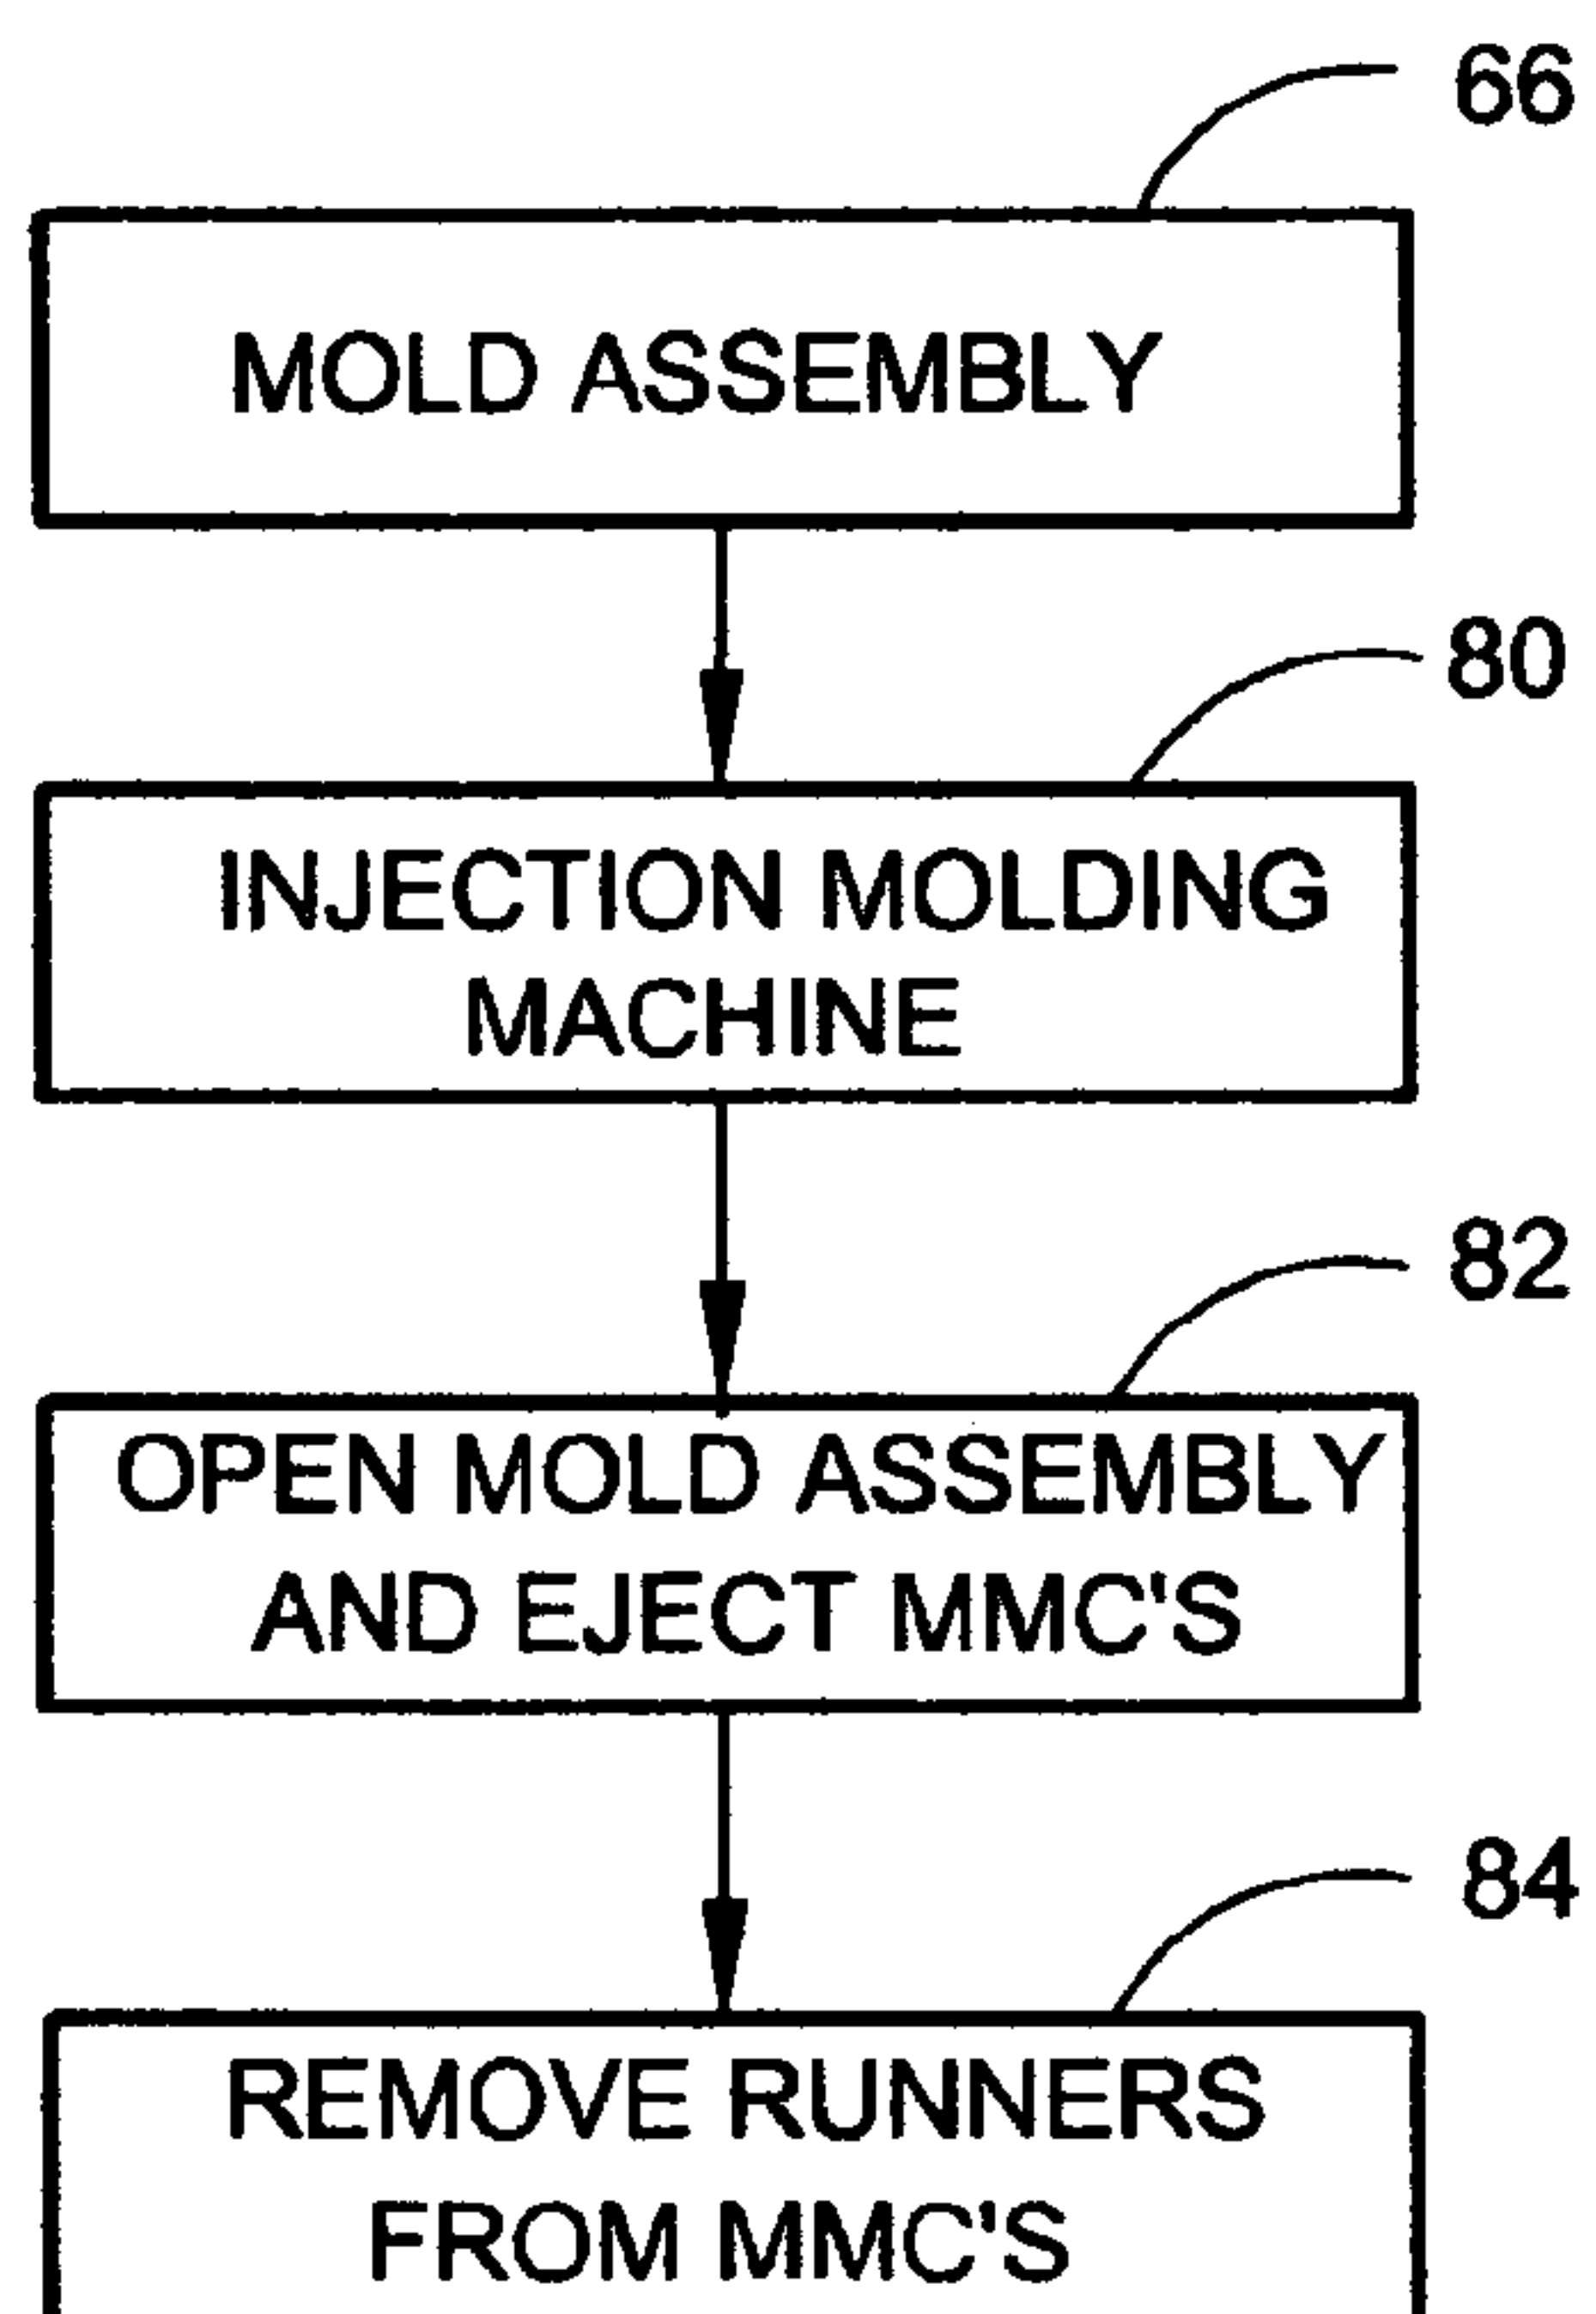 66
MOLD ASSEMBLY
80
INJECTION MOLDING
MACHINE
82
OPEN MOLD ASSEMBLY
AND EJECT MMC'S
84
REMOVE RUNNERS
FROM MMC'S